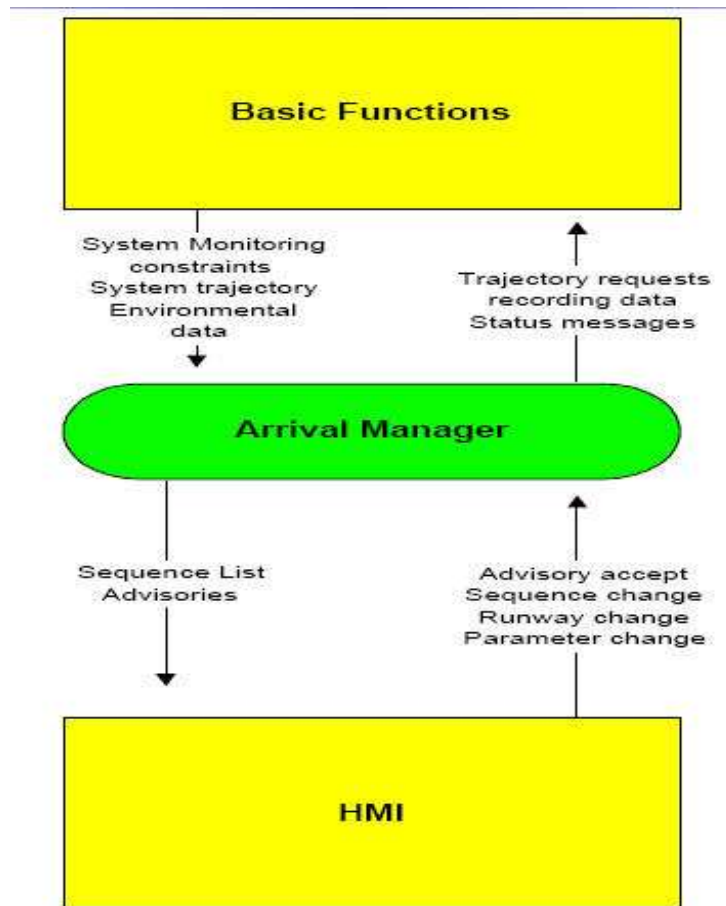 Basic Functions
System Monitoring
constraints
System trajectory
Environmental
data
Trajectory requests
recording data
Status messages
Arrival Manager
Sequence List
Advisories
Advisory accept
Sequence change
Runway change
Parameter change
HMI